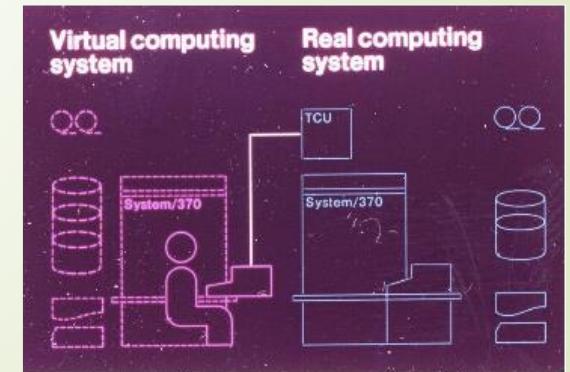 Virtual computing
system
Real computing
system
TCU
System/370
System/370